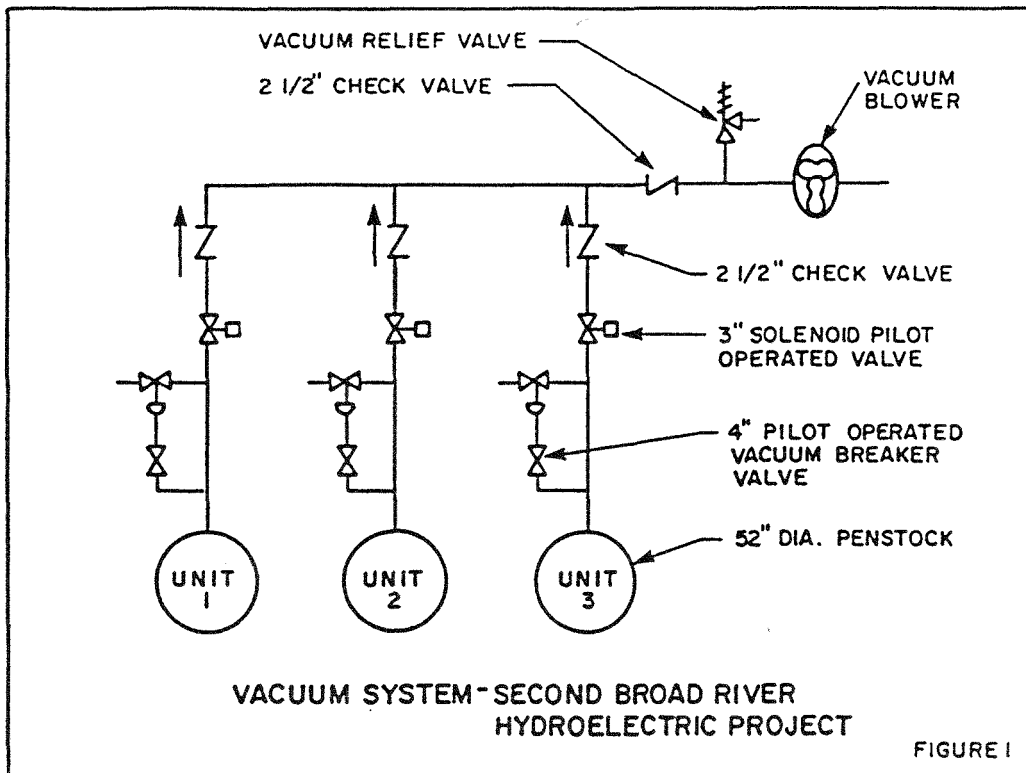 VACUUM RELIEF VALVE
2 1/2" CHECK VALVE
VACUUM
BLOWER
2 1/2" CHECK VALVE
3" SOLENOID PILOT
OPERATED VALVE
4" PILOT OPERATED
VACUUM BREAKER
VALVE
52" DIA. PENSTOCK
UNIT
1
UNIT
2
UNIT
3
VACUUM SYSTEM-SECOND BROAD RIVER
HYDROELECTRIC PROJECT
FIGURE 1